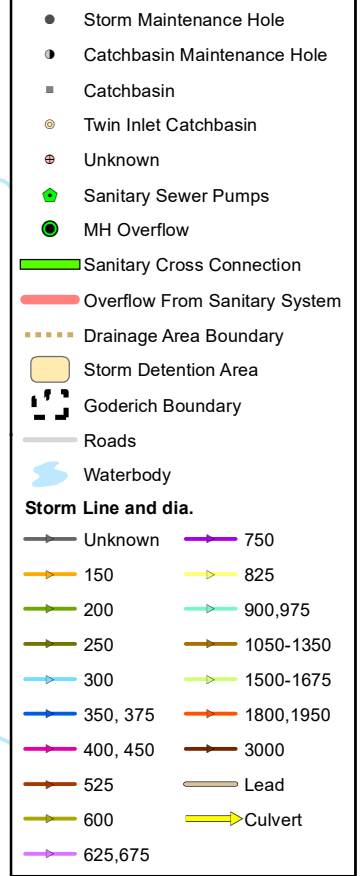 Storm Maintenance Hole
Catchbasin Maintenance Hole
Catchbasin
Twin Inlet Catchbasin
Unknown
Sanitary Sewer Pumps
MH Overflow
Sanitary Cross Connection
Overflow From Sanitary System
Drainage Area Boundary
Storm Detention Area
Goderich Boundary
Roads
Waterbody
Storm Line and dia.
Unknown
150
200
250
300
350, 375
400, 450
525
600
625,675
750
825
900,975
1050-1350
1500-1675
1800,1950
3000
Lead
Culvert